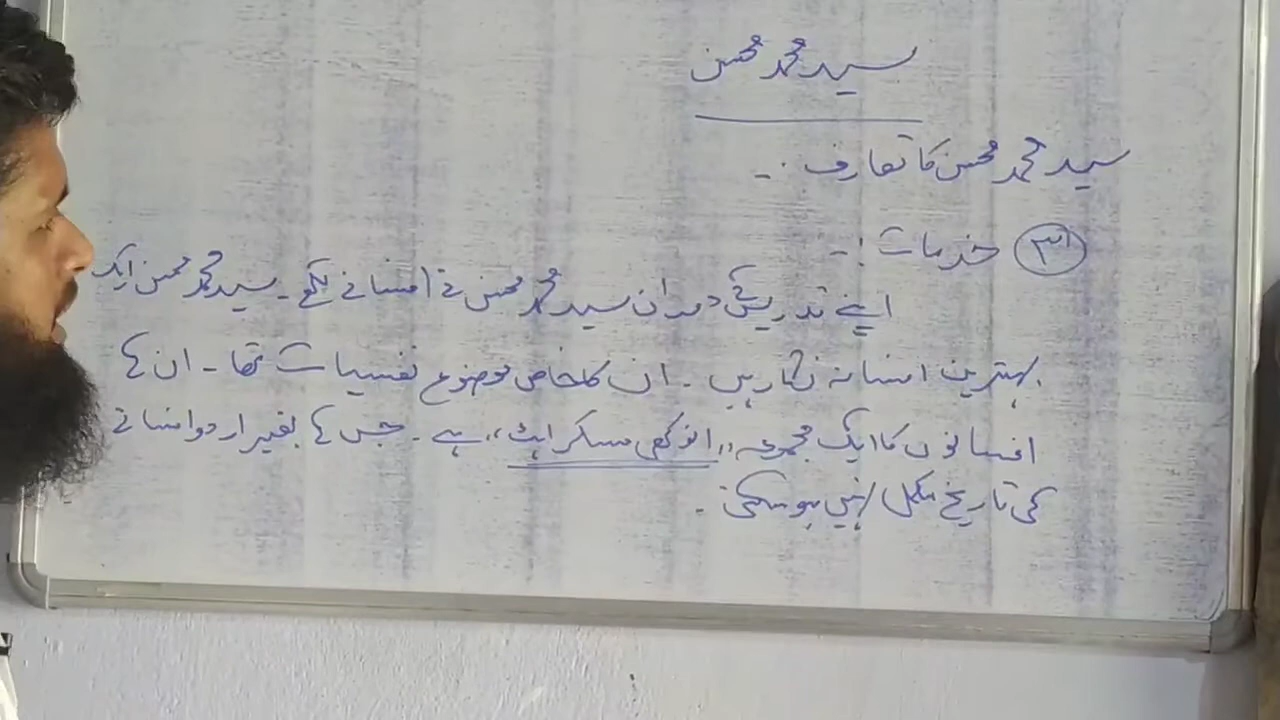 سید محمد محسن
سید محمد محسن کا تعارف :-
(۳) خدمات :-
اپنے تدریس کے دوران سید محمد محسن نے افسانے لکھے۔ سید محمد محسن ایک
بہترین افسانہ نگار ہیں۔ ان کا خاص موضوع نفسیات تھا۔ ان کے
افسانوں کا ایک مجموعہ "انوکھی مسکراہٹ" ہے۔ جس کے بغیر اردو افسانے
کی تاریخ مکمل نہیں ہو سکتی۔